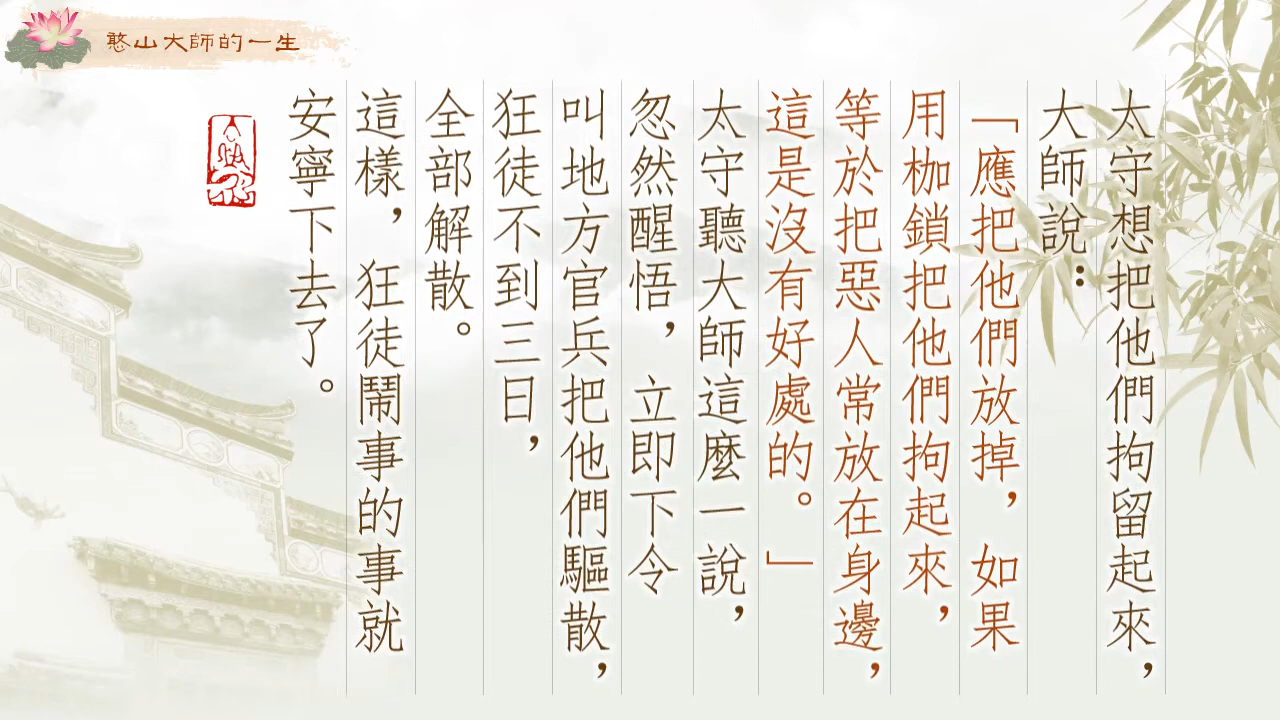 憨山大師的一生
太守想把他們拘留起來，
大師說：
「應把他們放掉，如果
用枷鎖把他們拘起來，
等於把惡人常放在身邊，
這是沒有好處的。」
太守聽大師這麼一說，
忽然醒悟，立即下令
叫地方官兵把他們驅散，
狂徒不到三日，
全部解散。
這樣，狂徒鬧事的事就
安寧下去了。